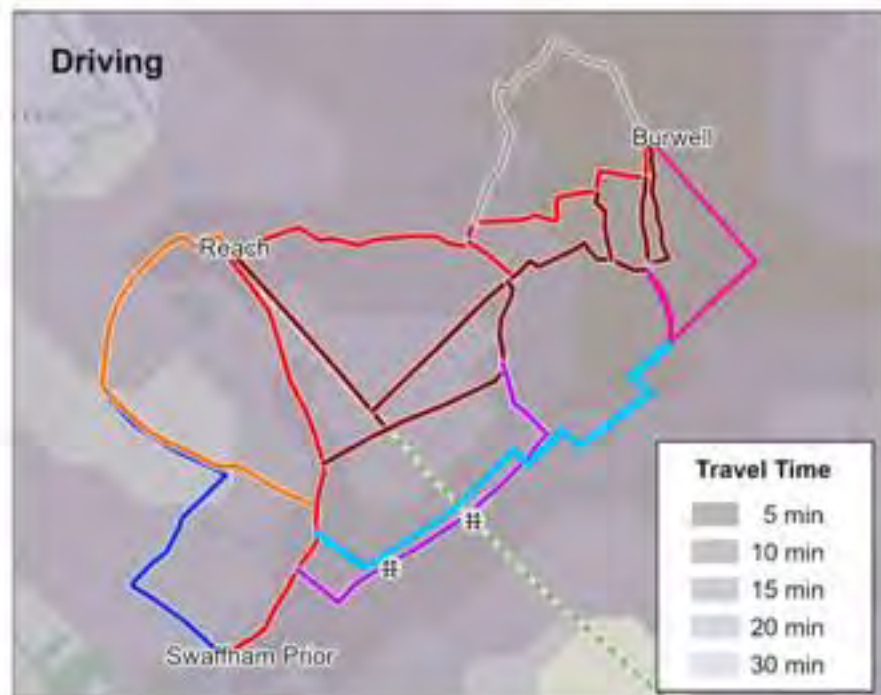 Driving
Burwell
Reach
#
#
Swaffham Prior
Travel Time
5 min
10 min
15 min
20 min
30 min